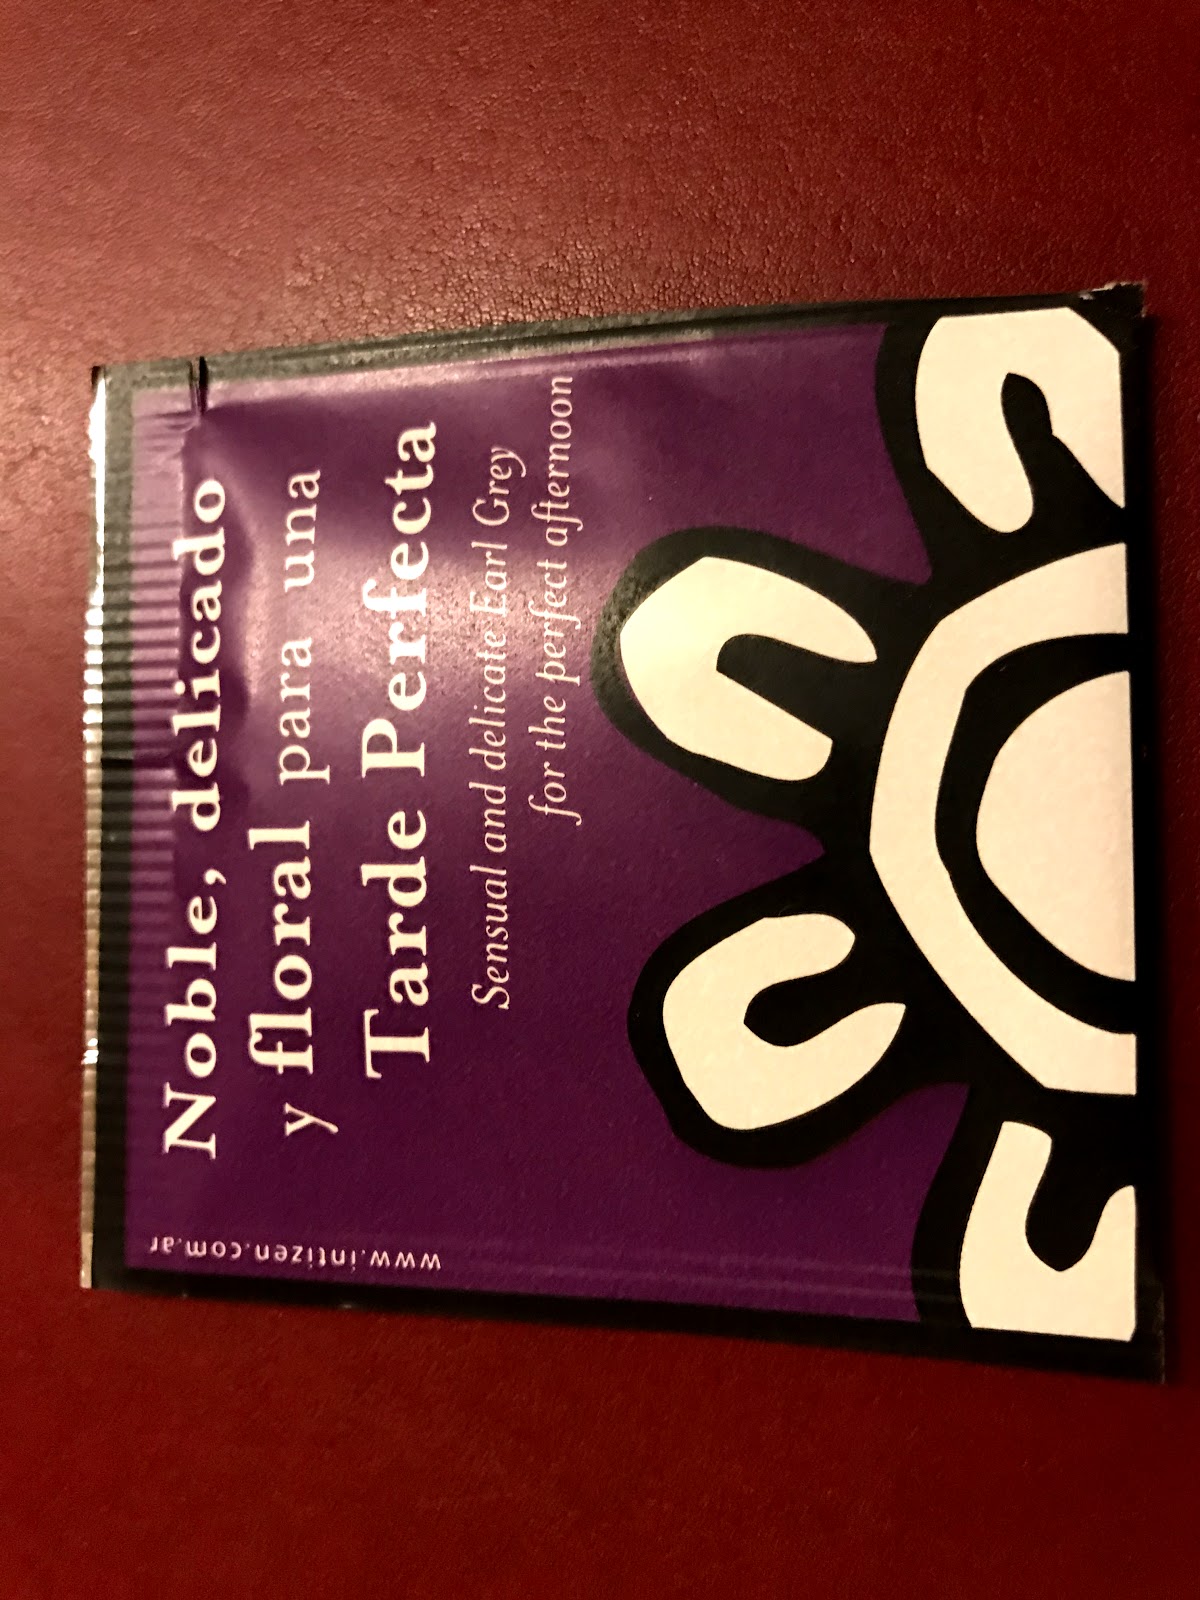 Noble, delicado
y floral para una
Tarde Perfecta
Sensual and delicate Earl Grey
for the perfect afternoon
www.intizen.com.ar